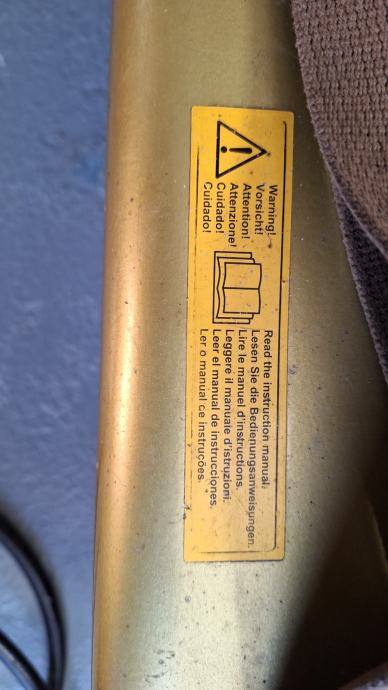 Warning!
Vorsicht!
Attention!
Attenzione!
Cuidado!
Cuidado!
Read the instruction manual.
Lesen Sie die Bedienungsanweisungen.
Lire le manuel d'instructions.
Leggere il manuale d'istruzioni.
Leer el manual de instrucciones.
Ler o manual de instruções.